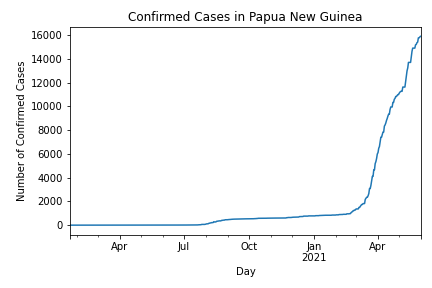 Confirmed Cases in Papua New Guinea
16000
14000
12000
10000
8000
6000
4000
2000
0
Number of Confirmed Cases
Apr Jul Oct Jan Apr
2021
Day